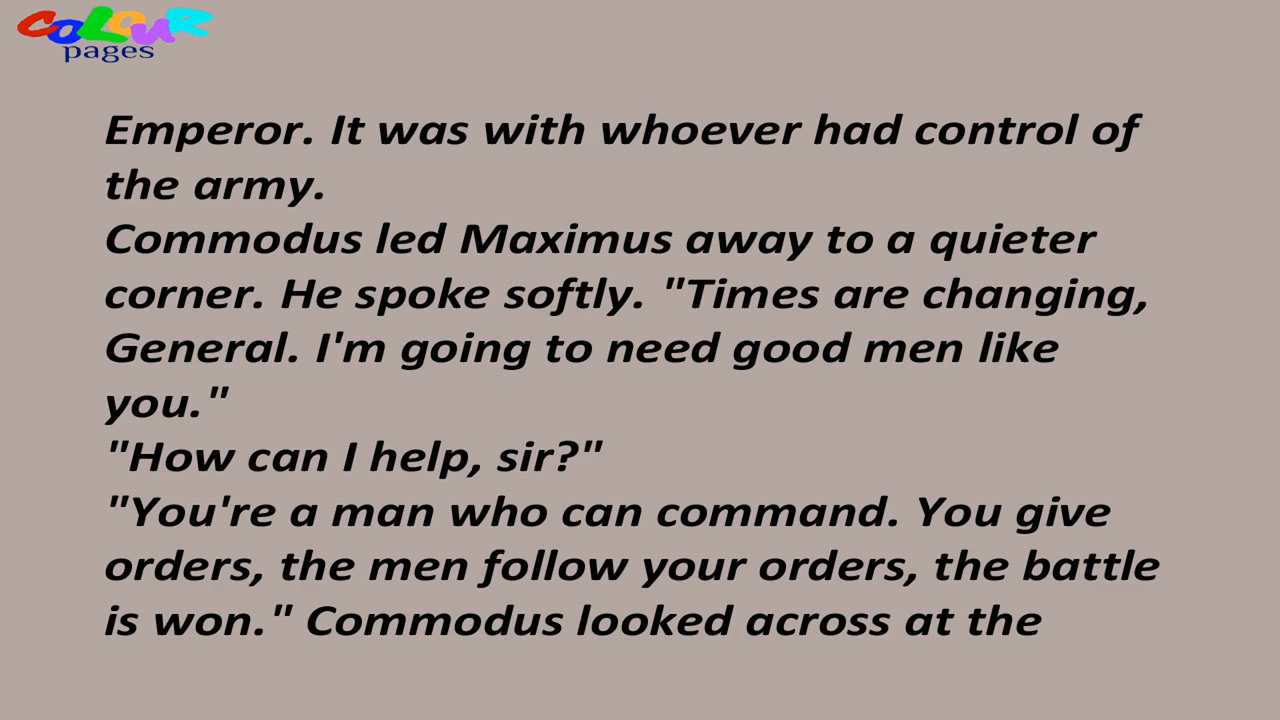 COLOUR
pages
Emperor. It was with whoever had control of
the army.
Commodus led Maximus away to a quieter
corner. He spoke softly. "Times are changing,
General. I'm going to need good men like
you."
"How can I help, sir?"
"You're a man who can command. You give
orders, the men follow your orders, the battle
is won." Commodus looked across at the